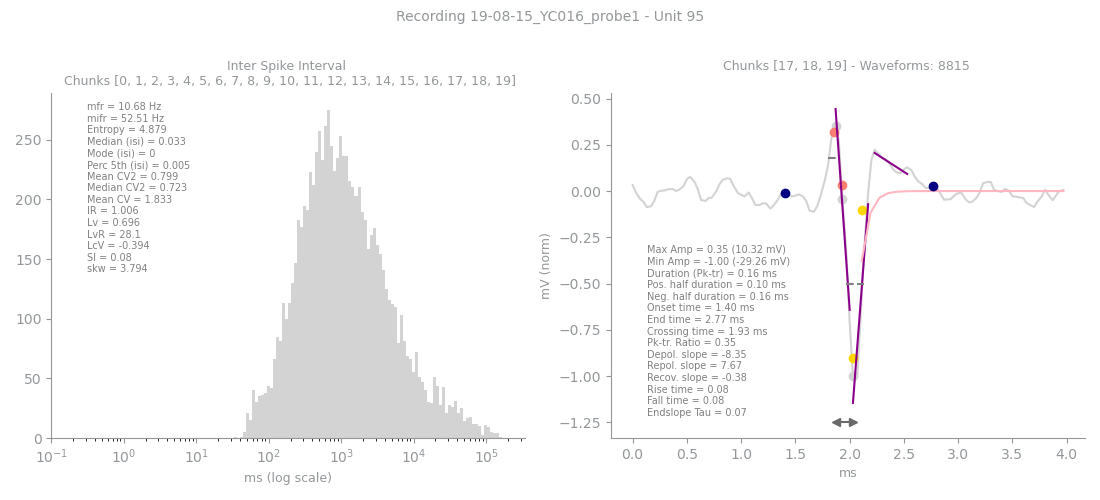 Recording 19-08-15_YC016_probe1 - Unit 95
Inter Spike Interval
Chunks [0, 1, 2, 3, 4, 5, 6, 7, 8, 9, 10, 11, 12, 13, 14, 15, 16, 17, 18, 19]
mfr = 10.68 Hz
mifr = 52.51 Hz
Entropy = 4.879
Median (isi) = 0.033
Mode (isi) = 0
Perc 5th (isi) = 0.005
Mean CV2 = 0.799
Median CV2 = 0.723
Mean CV = 1.833
IR = 1.006
Lv = 0.696
LvR = 28.1
LcV = -0.394
SI = 0.08
skw = 3.794
250
200
150
100
50
0
10⁻¹ 10⁰ 10¹ 10² 10³ 10⁴ 10⁵
ms (log scale)
Chunks [17, 18, 19] - Waveforms: 8815
0.50
0.25
0.00
−0.25
−0.50
−0.75
−1.00
−1.25
mV (norm)
Max Amp = 0.35 (10.32 mV)
Min Amp = -1.00 (-29.26 mV)
Duration (Pk-tr) = 0.16 ms
Pos. half duration = 0.10 ms
Neg. half duration = 0.16 ms
Onset time = 1.40 ms
End time = 2.77 ms
Crossing time = 1.93 ms
Pk-tr. Ratio = 0.35
Depol. slope = -8.35
Repol. slope = 7.67
Recov. slope = -0.38
Rise time = 0.08
Fall time = 0.08
Endslope Tau = 0.07
0.0 0.5 1.0 1.5 2.0 2.5 3.0 3.5 4.0
ms